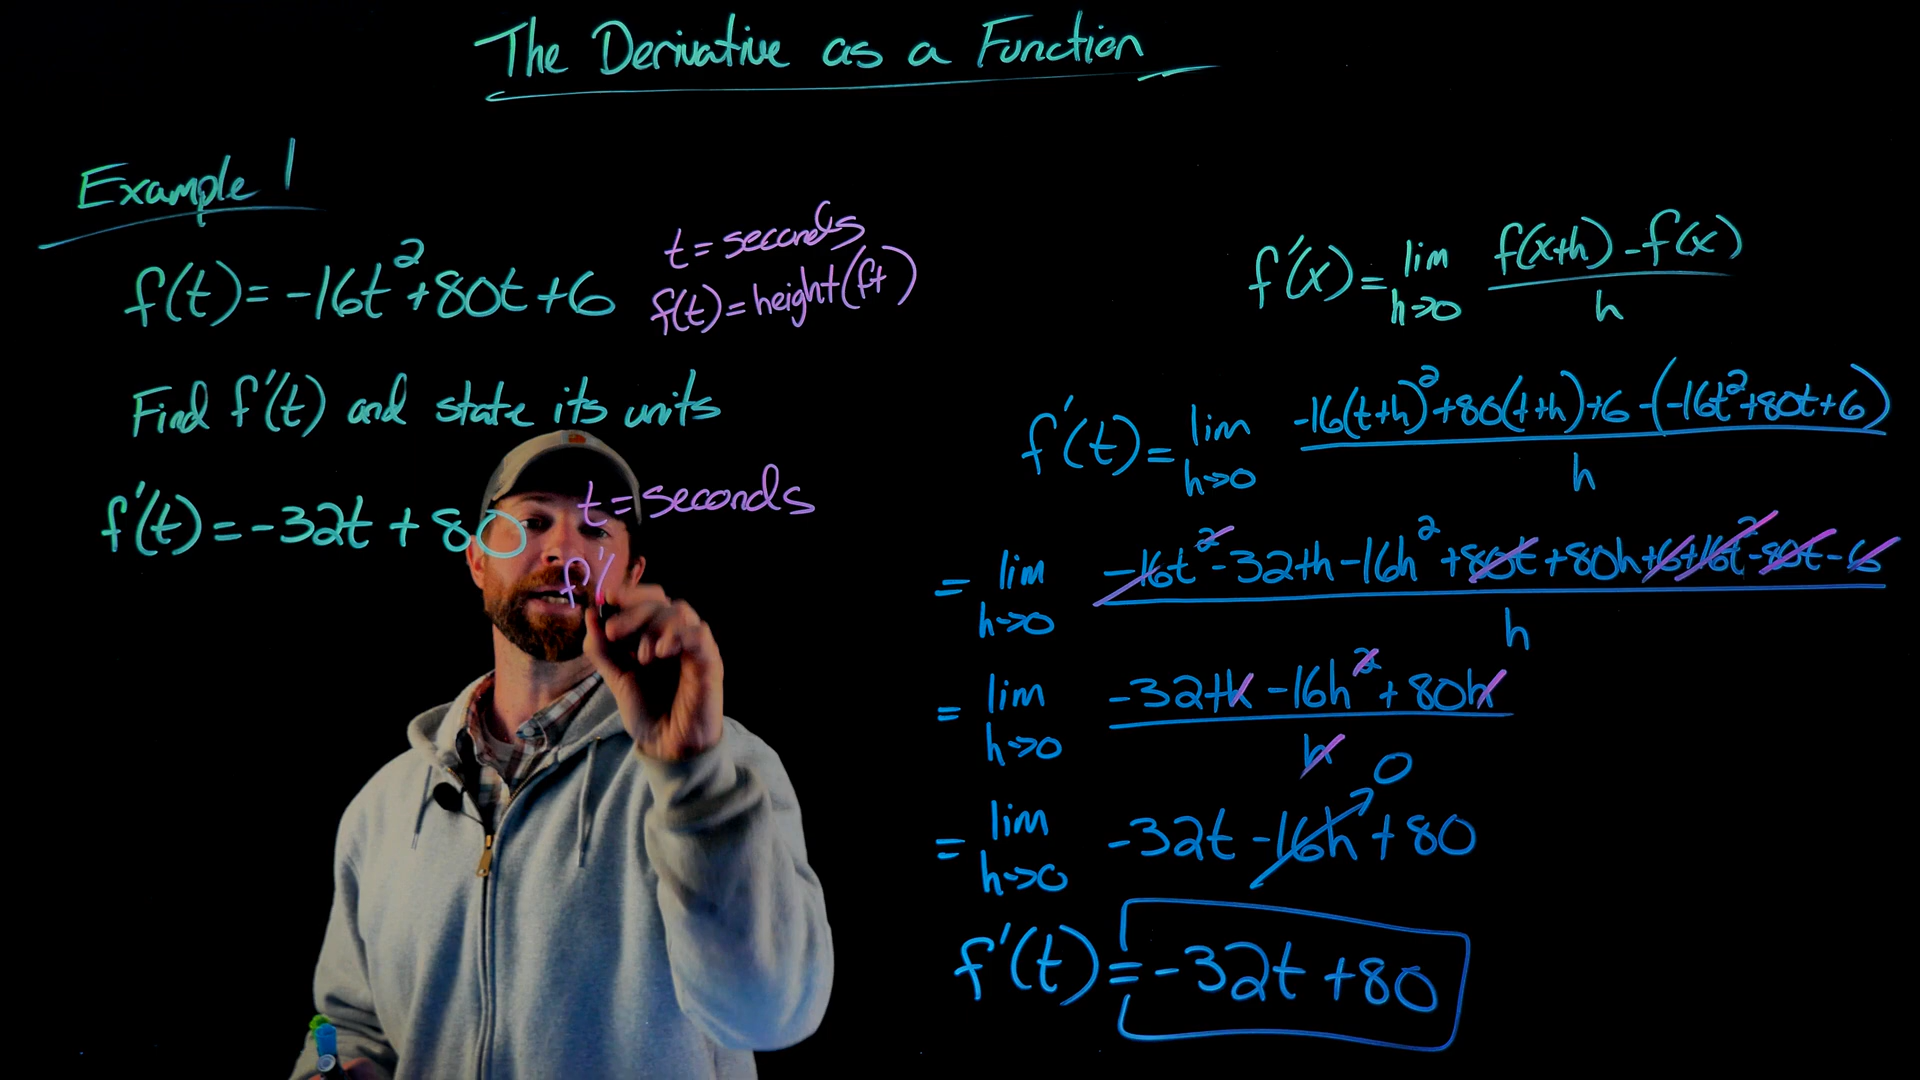 The Derivative as a Function
Example 1
f(t) = -16t² + 80t + 6
t = seconds
f(t) = height (ft)
Find f'(t) and state its units
f'(t) = -32t + 80
t = seconds
f'(
f'(x) = lim h->0 f(x+h) - f(x) / h
f'(t) = lim h->0 -16(t+h)² + 80(t+h) + 6 - (-16t² + 80t + 6) / h
= lim h->0 -16t² - 32th - 16h² + 80t + 80h + 6 + 16t² - 80t - 6 / h
= lim h->0 -32th - 16h² + 80h / h
0
= lim h->0 -32t - 16h + 80
f'(t) = -32t + 80